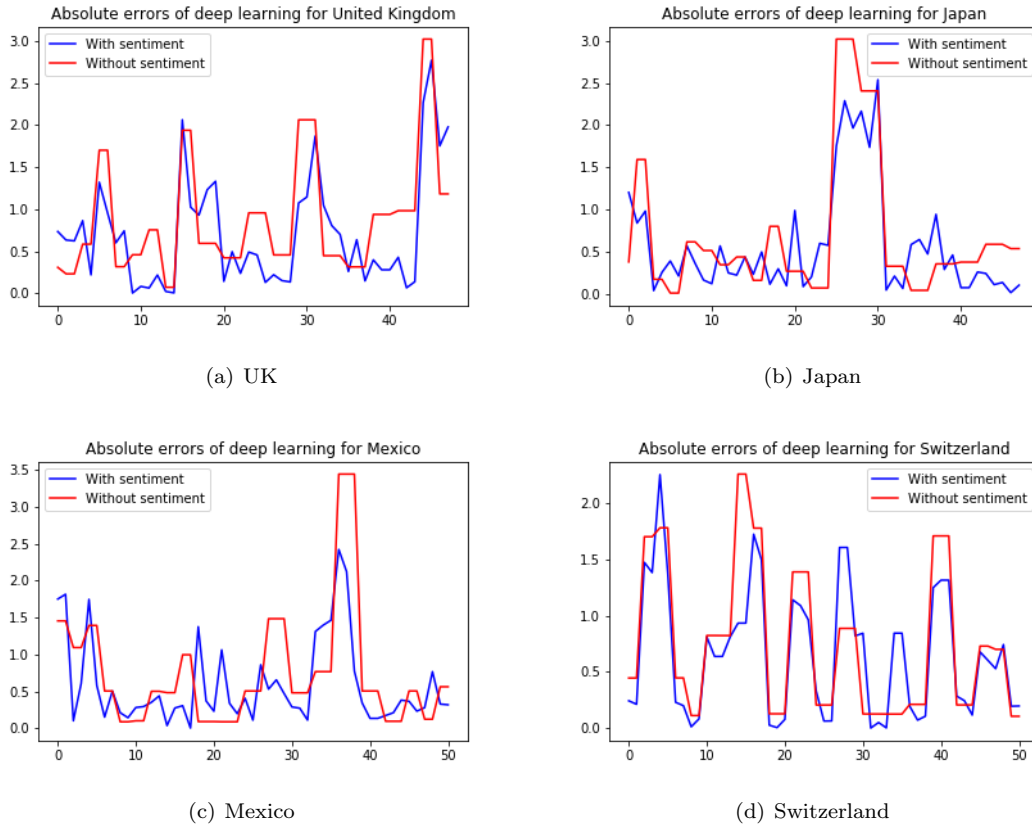 Absolute errors of deep learning for United Kingdom
With sentiment
Without sentiment
3.0
2.5
2.0
1.5
1.0
0.5
0.0
0 10 20 30 40
(a) UK
Absolute errors of deep learning for Japan
With sentiment
Without sentiment
3.0
2.5
2.0
1.5
1.0
0.5
0.0
0 10 20 30 40
(b) Japan
Absolute errors of deep learning for Mexico
With sentiment
Without sentiment
3.5
3.0
2.5
2.0
1.5
1.0
0.5
0.0
0 10 20 30 40 50
(c) Mexico
Absolute errors of deep learning for Switzerland
With sentiment
Without sentiment
2.0
1.5
1.0
0.5
0.0
0 10 20 30 40 50
(d) Switzerland